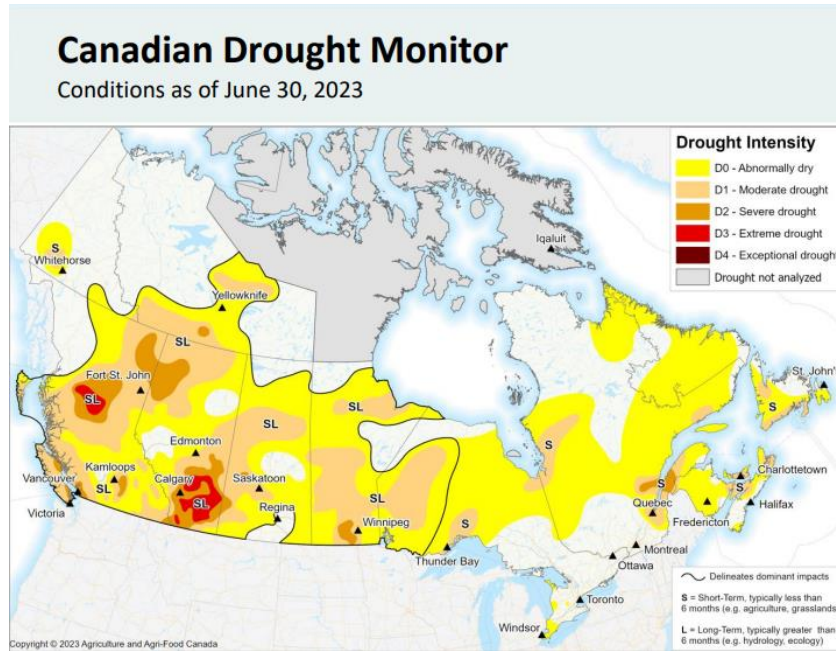 Canadian Drought Monitor
Conditions as of June 30, 2023
Drought Intensity
D0 - Abnormally dry
D1 - Moderate drought
D2 - Severe drought
D3 - Extreme drought
D4 - Exceptional drought
Drought not analyzed
Iqaluit
S
Whitehorse
Yellowknife
SL
Fort St. John
SL
SL
SL
Edmonton
Kamloops
Calgary
Saskatoon
Vancouver
SL
SL
SL
Regina
Winnipeg
Victoria
S
Thunder Bay
S
S
Quebec
St. John'
S
Charlottetown
S
Halifax
Fredericton
Montreal
Ottawa
Toronto
Windsor
Delineates dominant impacts
S = Short-Term, typically less than
6 months (e.g. agriculture, grasslands
L = Long-Term, typically greater than
6 months (e.g. hydrology, ecology)
Copyright © 2023 Agriculture and Agri-Food Canada